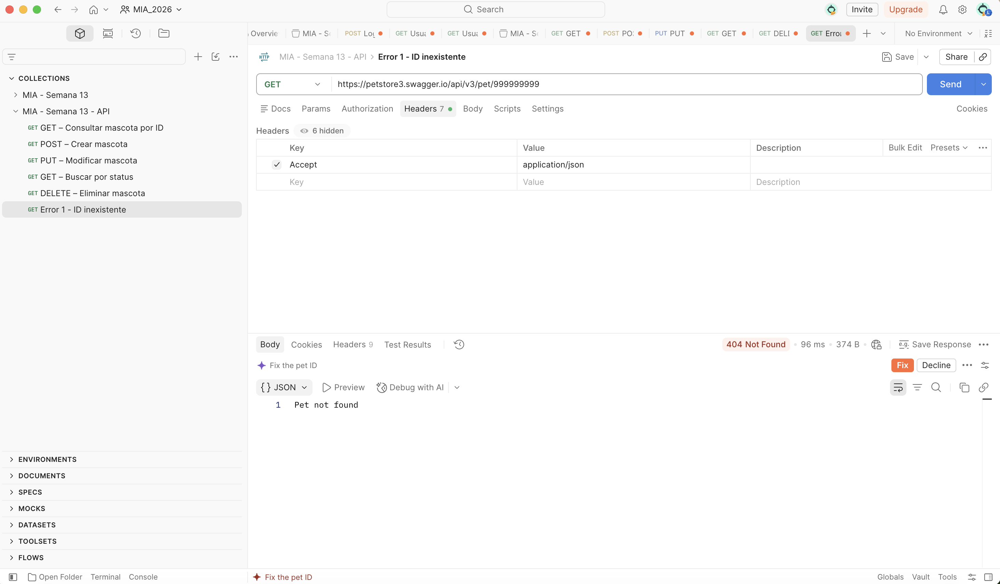 MIA_2026
Search
Invite
Upgrade
L
Overvie
MIA - Se
POST Log
GET Usua
GET Usua
MIA - Se
GET GET
POST PO
PUT PUT
GET GET
GET DEL
GET Error
No Environment
HTTP
MIA - Semana 13 - API > Error 1 - ID inexistente
Save
Share
COLLECTIONS
MIA - Semana 13
MIA - Semana 13 - API
GET GET – Consultar mascota por ID
GET POST – Crear mascota
GET PUT – Modificar mascota
GET GET – Buscar por status
GET DELETE – Eliminar mascota
GET Error 1 - ID inexistente
ENVIRONMENTS
DOCUMENTS
SPECS
MOCKS
DATASETS
TOOLSETS
FLOWS
GET
https://petstore3.swagger.io/api/v3/pet/999999999
Send
Docs Params Authorization Headers 7 Body Scripts Settings
Cookies
Headers 6 hidden
Key Value Description Bulk Edit Presets
Accept application/json
Key Value Description
Body Cookies Headers 9 Test Results
404 Not Found 96 ms 374 B
e.g. Save Response
Fix the pet ID
Fix Decline
{} JSON Preview Debug with AI
1 Pet not found
Open Folder Terminal Console
Fix the pet ID
Globals Vault Tools